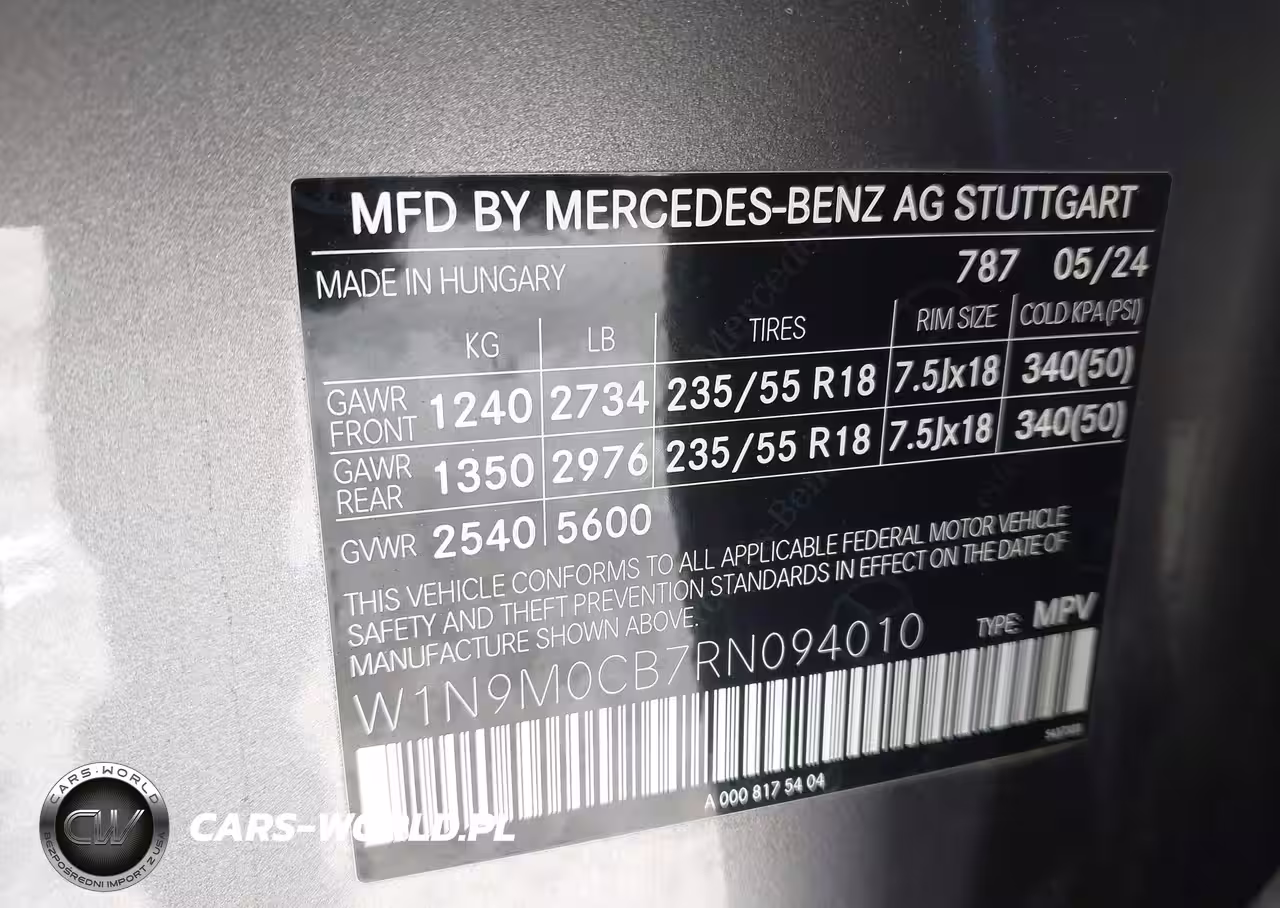 MFD BY MERCEDES-BENZ AG STUTTGART
MADE IN HUNGARY 787 05/24
KG LB TIRES RIM SIZE COLD KPA(PSI)
GAWR FRONT 1240 2734 235/55 R18 7.5Jx18 340(50)
GAWR REAR 1350 2976 235/55 R18 7.5Jx18 340(50)
GVWR 2540 5600
THIS VEHICLE CONFORMS TO ALL APPLICABLE FEDERAL MOTOR VEHICLE
SAFETY AND THEFT PREVENTION STANDARDS IN EFFECT ON THE DATE OF
MANUFACTURE SHOWN ABOVE.
W1N9M0CB7RN094010 TYPE: MPV
A 000 817 54 04
CARS-WORLD
CW
BEZPOŚREDNI IMPORT Z USA
CARS-WORLD.PL